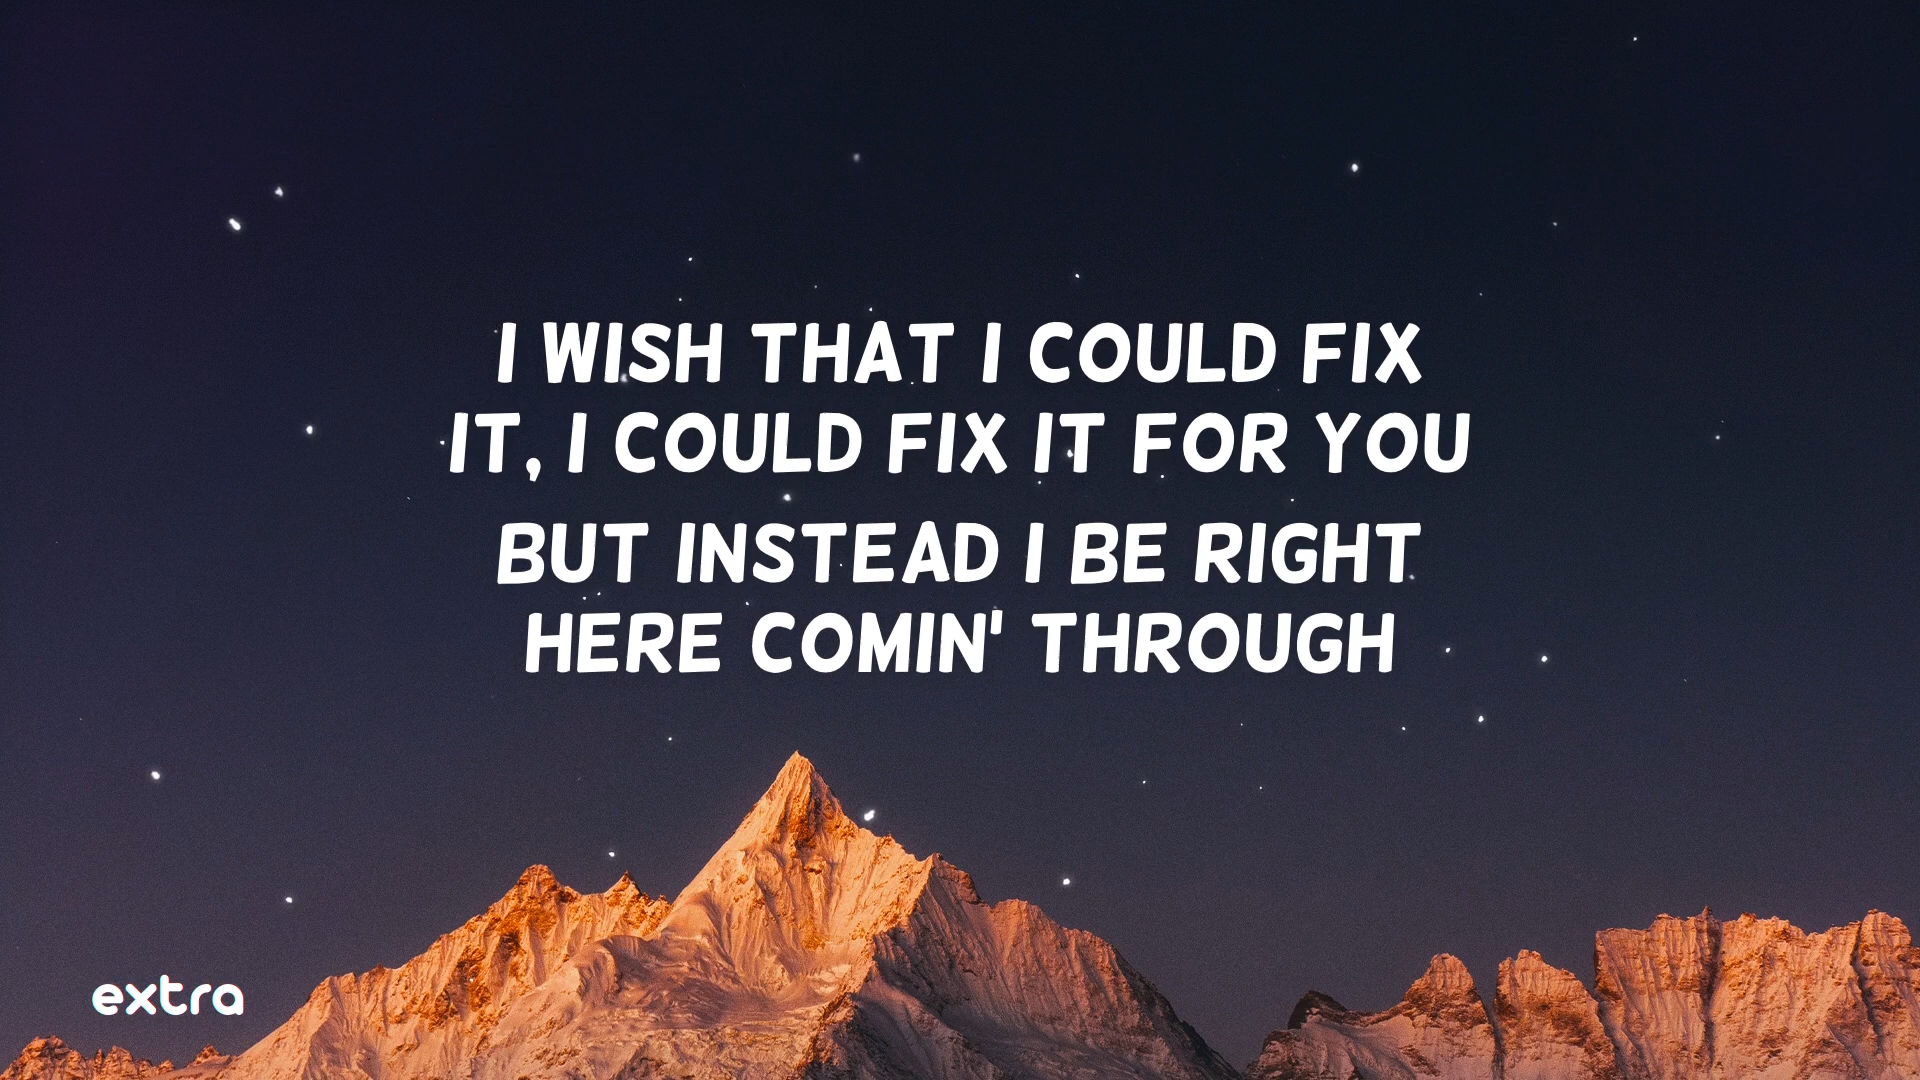 I WISH THAT I COULD FIX
IT, I COULD FIX IT FOR YOU
BUT INSTEAD I BE RIGHT
HERE COMIN' THROUGH
extra